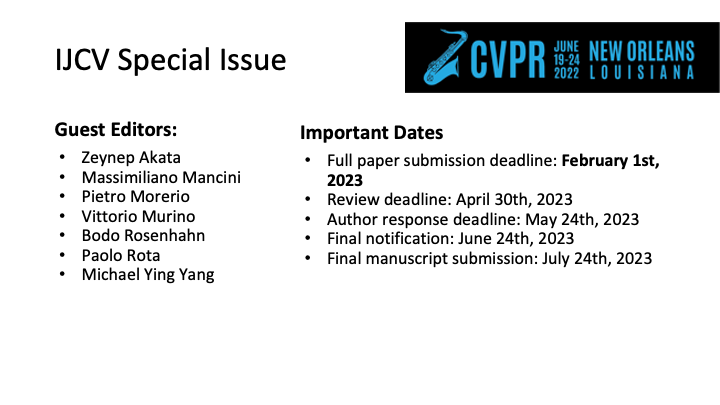 IJCV Special Issue
CVPR JUNE 19-24 2022 NEW ORLEANS LOUISIANA
Guest Editors:
• Zeynep Akata
• Massimiliano Mancini
• Pietro Morerio
• Vittorio Murino
• Bodo Rosenhahn
• Paolo Rota
• Michael Ying Yang
Important Dates
• Full paper submission deadline: February 1st,
2023
• Review deadline: April 30th, 2023
• Author response deadline: May 24th, 2023
• Final notification: June 24th, 2023
• Final manuscript submission: July 24th, 2023